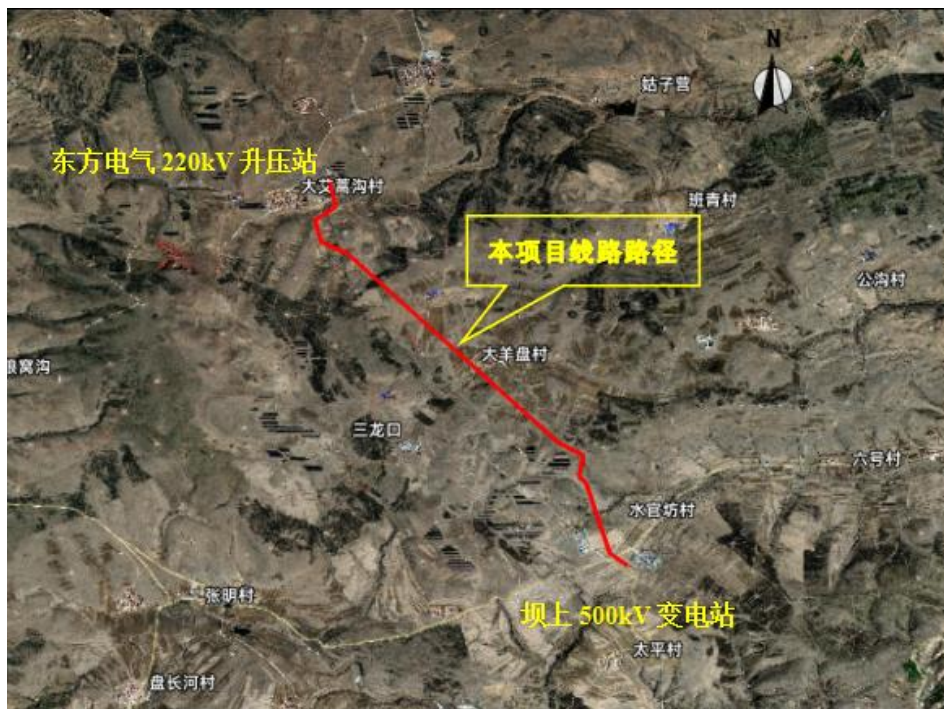 N
姑子营
东方电气 220kV 升压站
大艾蒿沟村
班青村
本项目线路路径
公沟村
大羊盘村
狼窝沟
三龙口
六号村
水官坊村
张明村
坝上 500kV 变电站
太平村
盘长河村